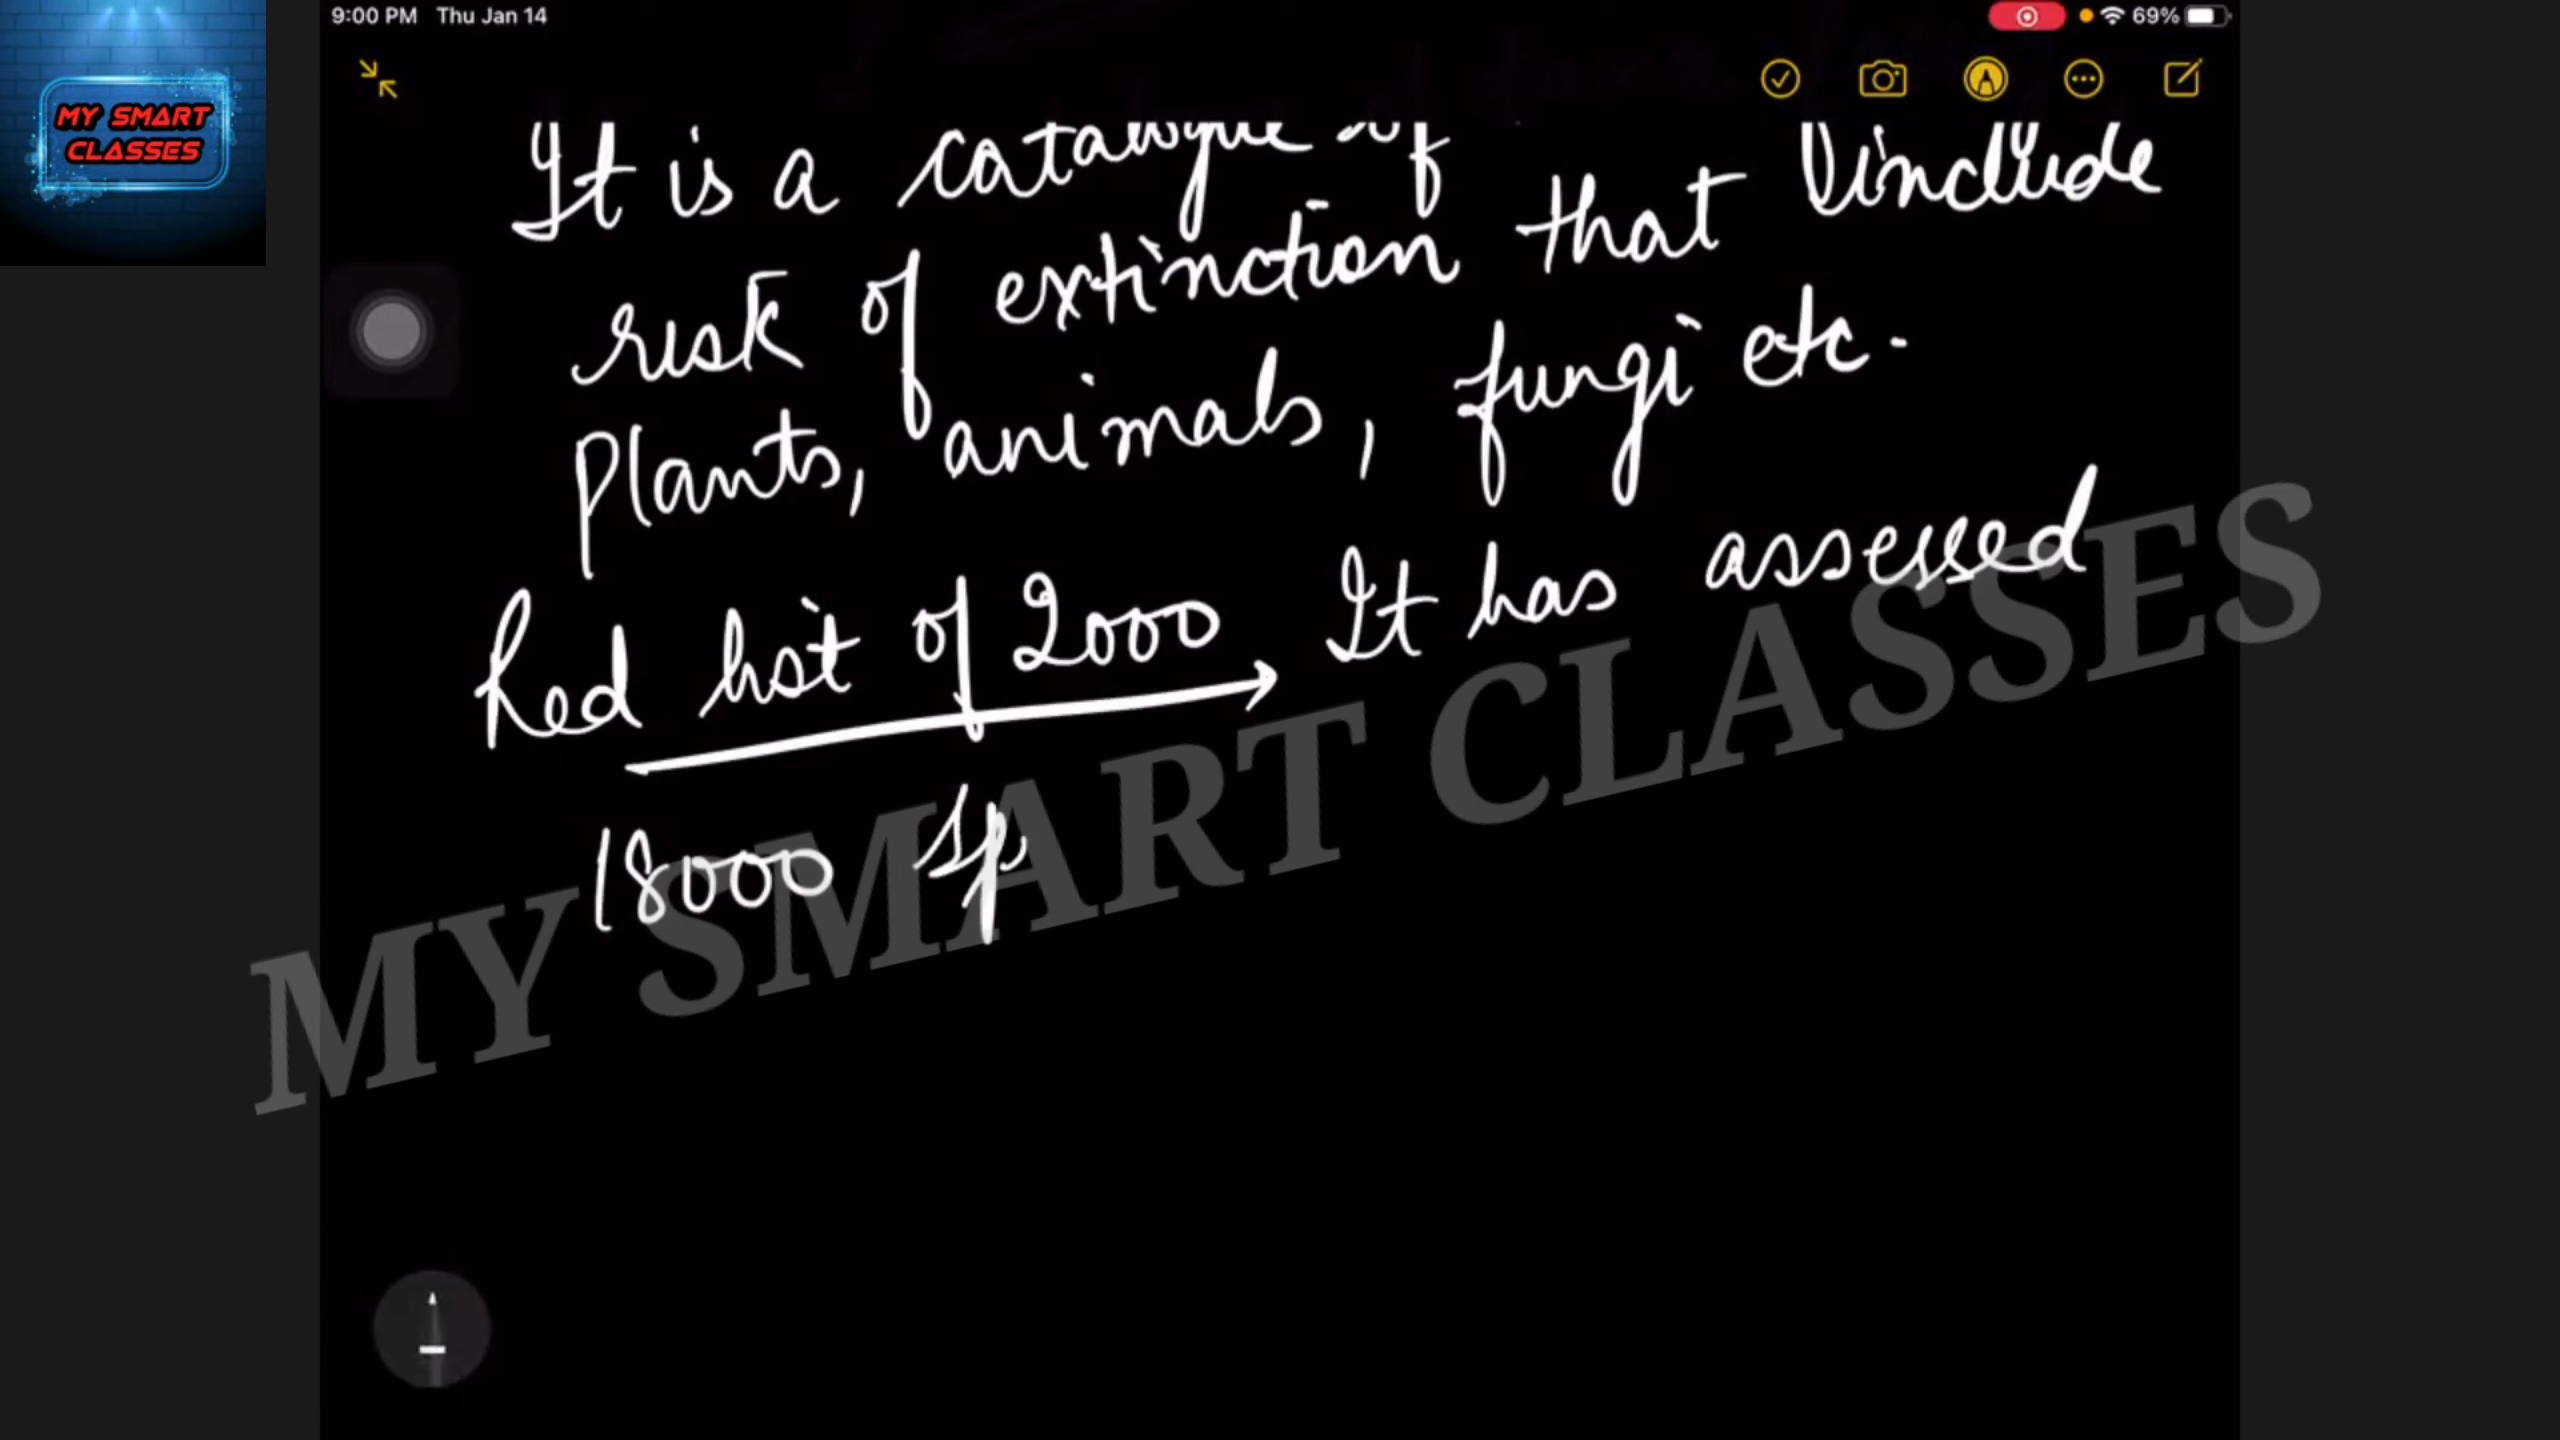 9:00 PM Thu Jan 14
69%
MY SMART
CLASSES
It is a catalogue of
risk of extinction that include
Plants, animals, fungi etc.
Red list of 2000 It has assessed
18000 sp
MY SMART CLASSES